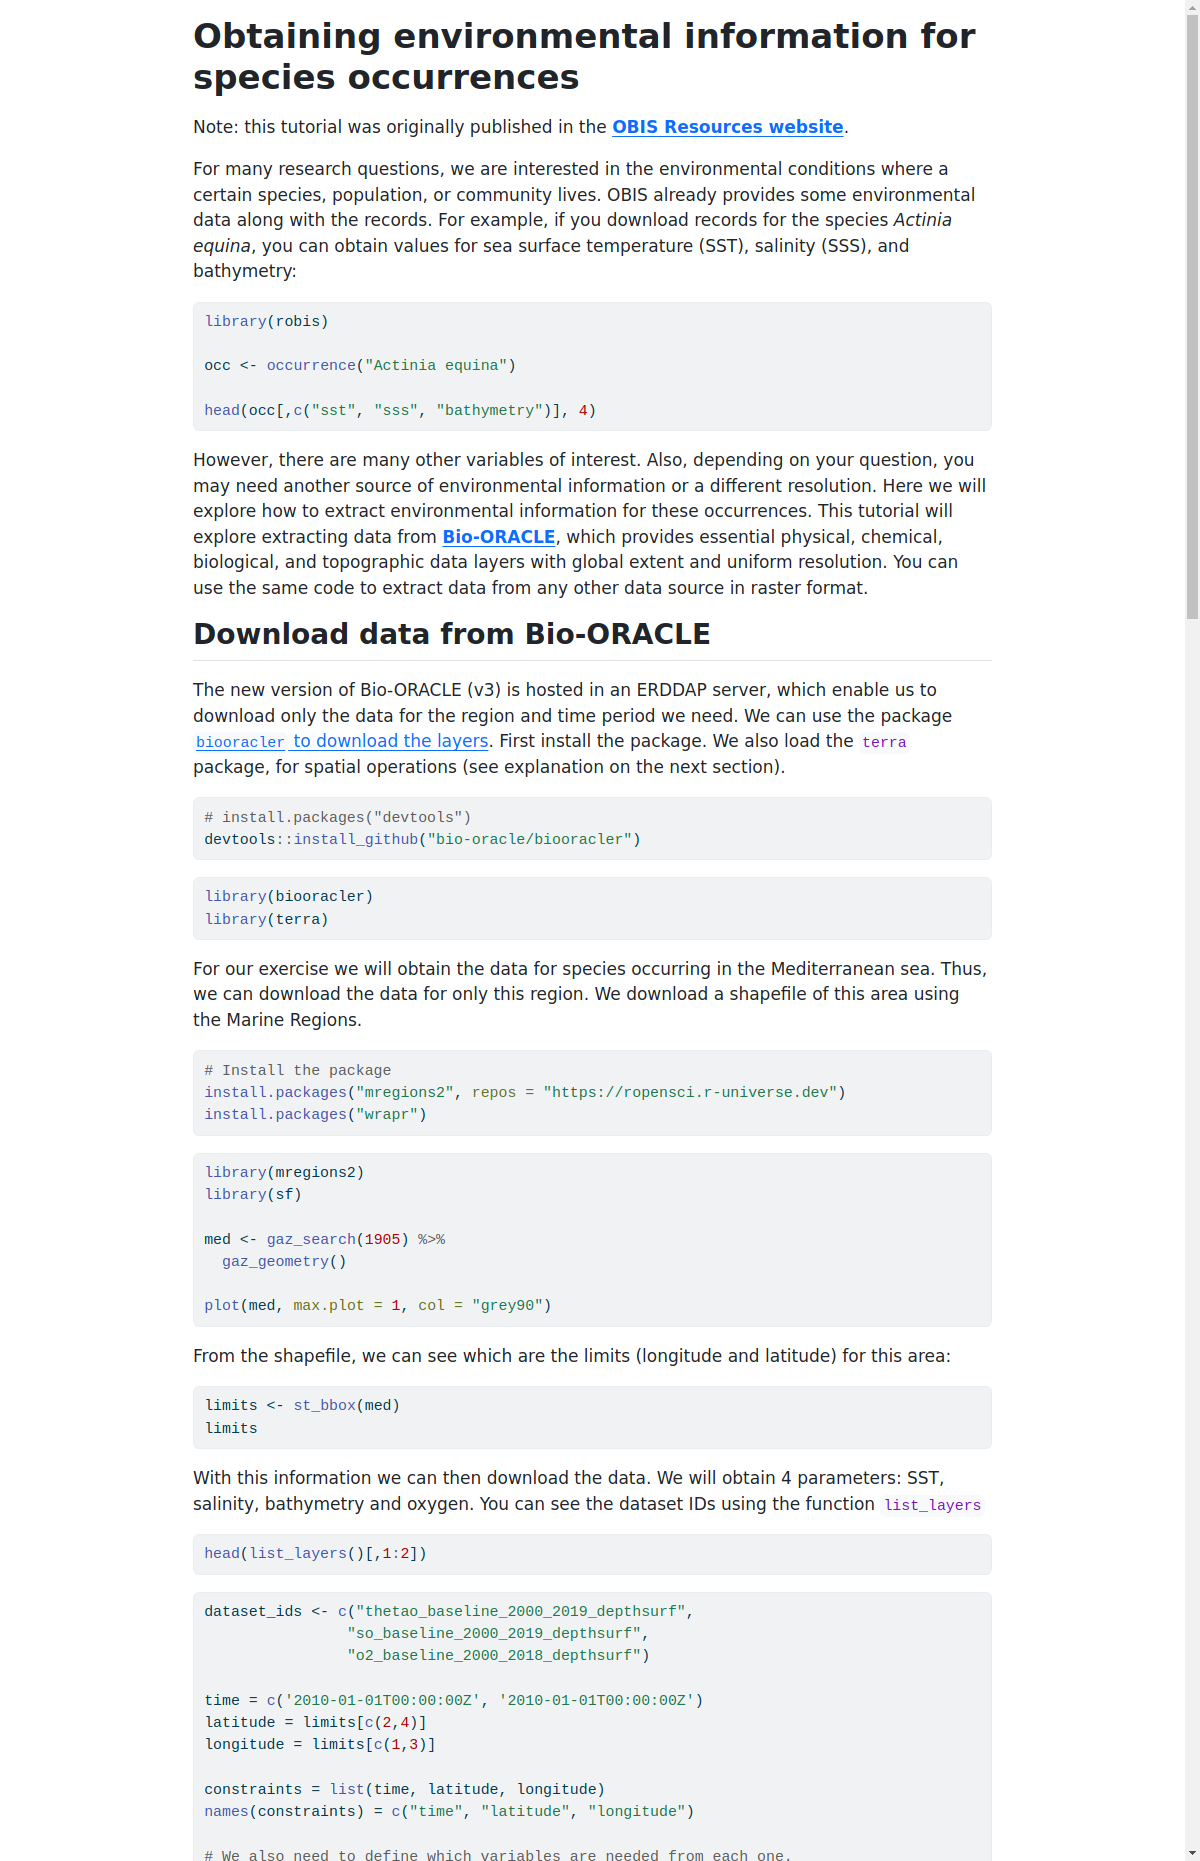 Obtaining environmental information for
species occurrences
Note: this tutorial was originally published in the OBIS Resources website.
For many research questions, we are interested in the environmental conditions where a
certain species, population, or community lives. OBIS already provides some environmental
data along with the records. For example, if you download records for the species Actinia
equina, you can obtain values for sea surface temperature (SST), salinity (SSS), and
bathymetry:
library(robis)
occ <- occurrence("Actinia equina")
head(occ[,c("sst", "sss", "bathymetry")], 4)
However, there are many other variables of interest. Also, depending on your question, you
may need another source of environmental information or a different resolution. Here we will
explore how to extract environmental information for these occurrences. This tutorial will
explore extracting data from Bio-ORACLE, which provides essential physical, chemical,
biological, and topographic data layers with global extent and uniform resolution. You can
use the same code to extract data from any other data source in raster format.
Download data from Bio-ORACLE
The new version of Bio-ORACLE (v3) is hosted in an ERDDAP server, which enable us to
download only the data for the region and time period we need. We can use the package
biooracler to download the layers. First install the package. We also load the terra
package, for spatial operations (see explanation on the next section).
# install.packages("devtools")
devtools::install_github("bio-oracle/biooracler")
library(biooracler)
library(terra)
For our exercise we will obtain the data for species occurring in the Mediterranean sea. Thus,
we can download the data for only this region. We download a shapefile of this area using
the Marine Regions.
# Install the package
install.packages("mregions2", repos = "https://ropensci.r-universe.dev")
install.packages("wrapr")
library(mregions2)
library(sf)
med <- gaz_search(1905) %>%
  gaz_geometry()
plot(med, max.plot = 1, col = "grey90")
From the shapefile, we can see which are the limits (longitude and latitude) for this area:
limits <- st_bbox(med)
limits
With this information we can then download the data. We will obtain 4 parameters: SST,
salinity, bathymetry and oxygen. You can see the dataset IDs using the function list_layers
head(list_layers()[,1:2])
dataset_ids <- c("thetao_baseline_2000_2019_depthsurf",
                "so_baseline_2000_2019_depthsurf",
                "o2_baseline_2000_2018_depthsurf")
time = c('2010-01-01T00:00:00Z', '2010-01-01T00:00:00Z')
latitude = limits[c(2,4)]
longitude = limits[c(1,3)]
constraints = list(time, latitude, longitude)
names(constraints) = c("time", "latitude", "longitude")
# We also need to define which variables are needed from each one.